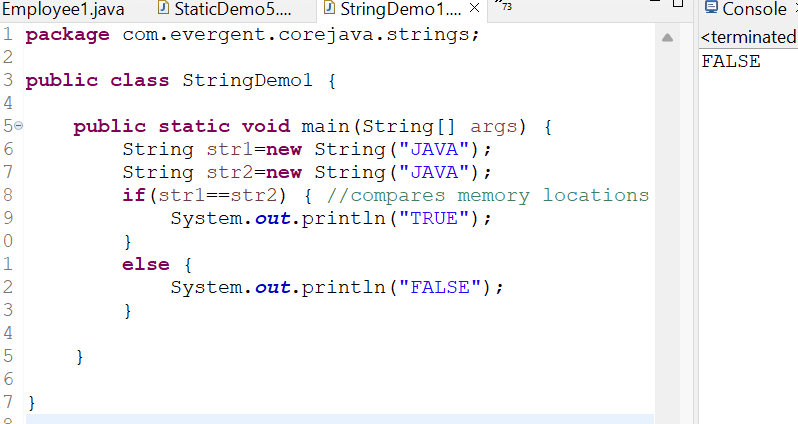 Employee1.java StaticDemo5.... StringDemo1.... 73
1 package com.evergent.corejava.strings;
2
3 public class StringDemo1 {
4
5 public static void main(String[] args) {
6 String str1=new String("JAVA");
7 String str2=new String("JAVA");
8 if(str1==str2) { //compares memory locations
9 System.out.println("TRUE");
0 }
1 else {
2 System.out.println("FALSE");
3 }
4
5 }
6
7 }
8
Console
<terminated
FALSE